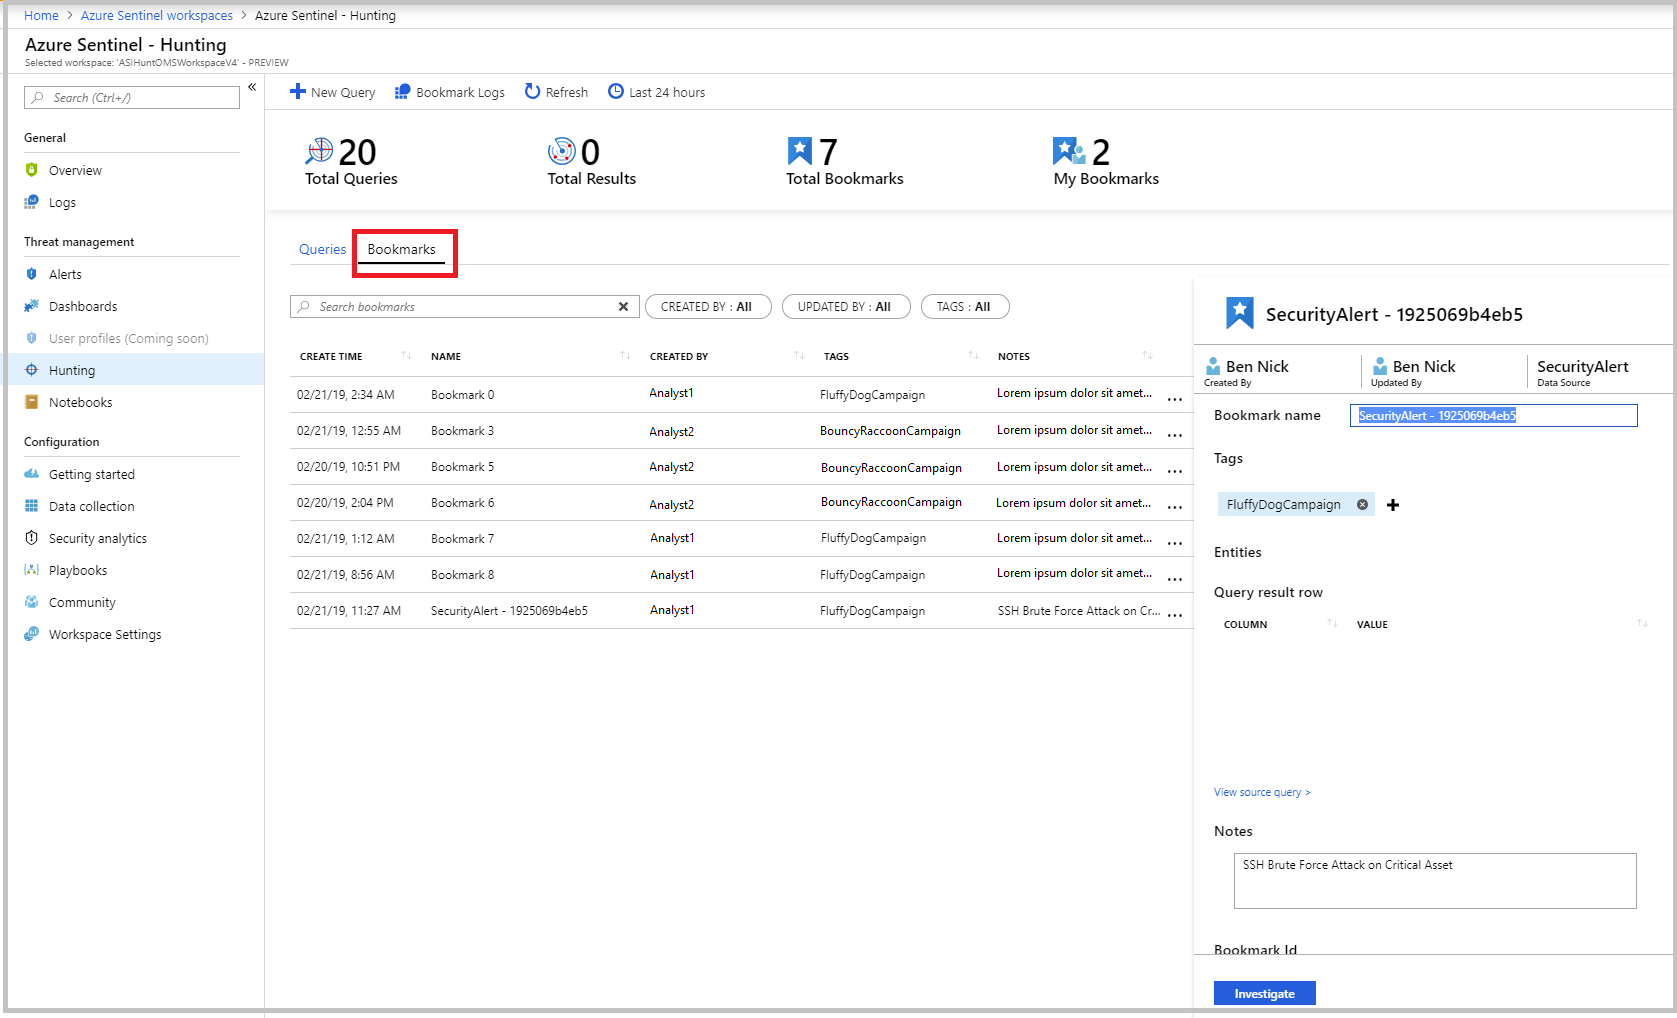 Home > Azure Sentinel workspaces > Azure Sentinel - Hunting
Azure Sentinel - Hunting
Selected workspace: 'ASIHuntOMSWorkspaceV4' - PREVIEW
Search (Ctrl+/)
«
General
Overview
Logs
Threat management
Alerts
Dashboards
User profiles (Coming soon)
Hunting
Notebooks
Configuration
Getting started
Data collection
Security analytics
Playbooks
Community
Workspace Settings
New Query Bookmark Logs Refresh Last 24 hours
20 0 7 2
Total Queries Total Results Total Bookmarks My Bookmarks
Queries Bookmarks
Search bookmarks CREATED BY : All UPDATED BY : All TAGS : All
CREATE TIME NAME CREATED BY TAGS NOTES
02/21/19, 2:34 AM Bookmark 0 Analyst1 FluffyDogCampaign Lorem ipsum dolor sit amet... ...
02/21/19, 12:55 AM Bookmark 3 Analyst2 BouncyRaccoonCampaign Lorem ipsum dolor sit amet... ...
02/20/19, 10:51 PM Bookmark 5 Analyst2 BouncyRaccoonCampaign Lorem ipsum dolor sit amet... ...
02/20/19, 2:04 PM Bookmark 6 Analyst2 BouncyRaccoonCampaign Lorem ipsum dolor sit amet... ...
02/21/19, 1:12 AM Bookmark 7 Analyst1 FluffyDogCampaign Lorem ipsum dolor sit amet... ...
02/21/19, 8:56 AM Bookmark 8 Analyst1 FluffyDogCampaign Lorem ipsum dolor sit amet... ...
02/21/19, 11:27 AM SecurityAlert - 1925069b4eb5 Analyst1 FluffyDogCampaign SSH Brute Force Attack on Cr... ...
SecurityAlert - 1925069b4eb5
Ben Nick Ben Nick SecurityAlert
Created By Updated By Data Source
Bookmark name SecurityAlert - 1925069b4eb5
Tags
FluffyDogCampaign
Entities
Query result row
COLUMN VALUE
View source query >
Notes
SSH Brute Force Attack on Critical Asset
Bookmark Id
Investigate